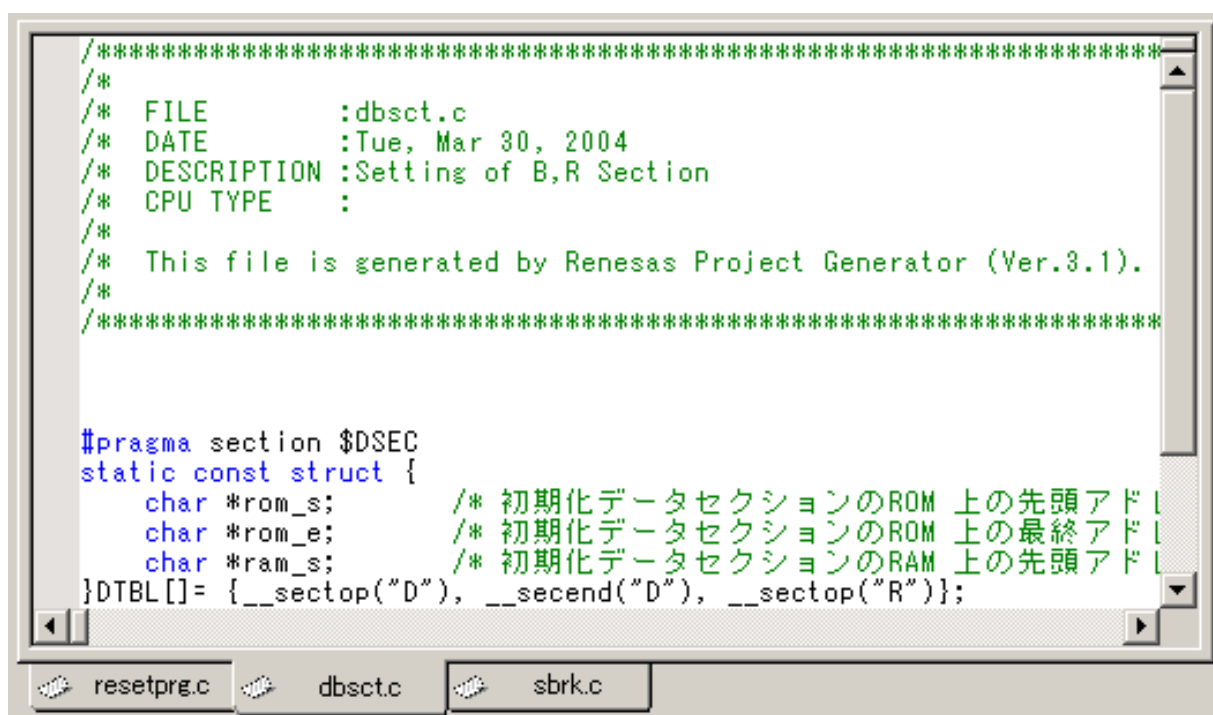 /******************************************************************
/*
/*  FILE        :dbsct.c
/*  DATE        :Tue, Mar 30, 2004
/*  DESCRIPTION :Setting of B,R Section
/*  CPU TYPE    :
/*
/*  This file is generated by Renesas Project Generator (Ver.3.1).
/*
/******************************************************************
#pragma section $DSEC
static const struct {
    char *rom_s;       /* 初期化データセクションのROM 上の先頭アドレ
    char *rom_e;       /* 初期化データセクションのROM 上の最終アドレ
    char *ram_s;       /* 初期化データセクションのRAM 上の先頭アドレ
}DTBL[]= {__sectop("D"), __secend("D"), __sectop("R")};
resetprg.c dbsct.c sbrk.c